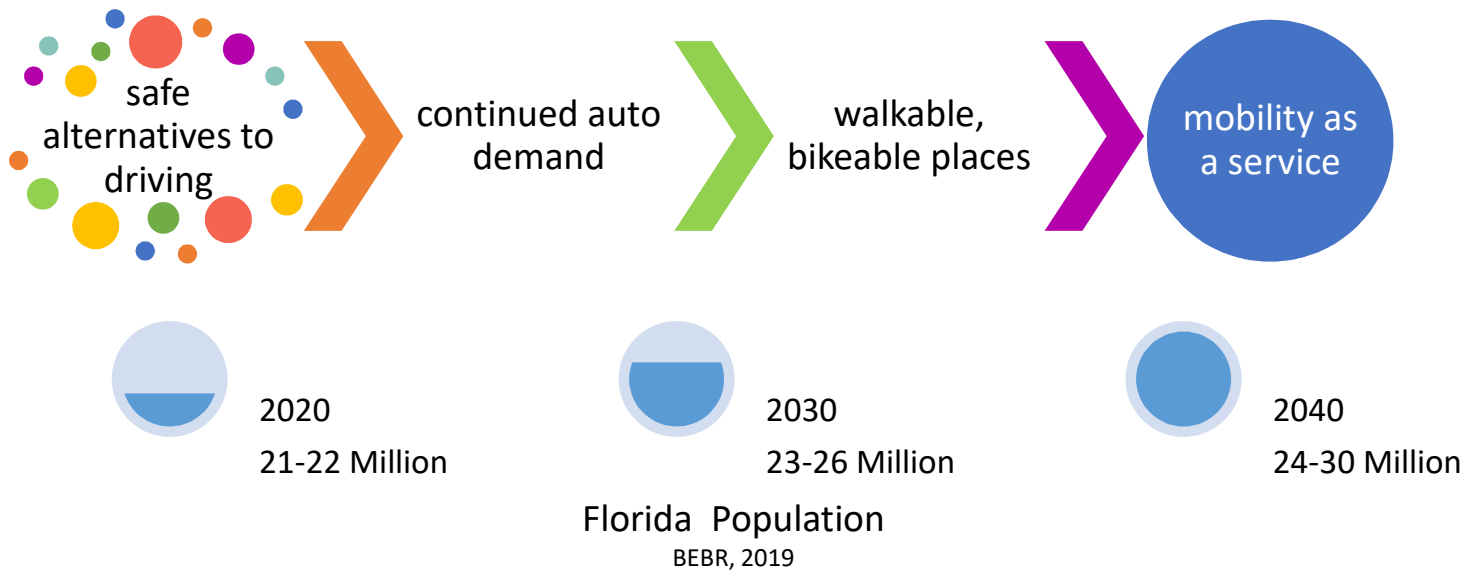 safe
alternatives to
driving
continued auto
demand
walkable,
bikeable places
mobility as
a service
2020
21-22 Million
2030
23-26 Million
2040
24-30 Million
Florida Population
BEBR, 2019